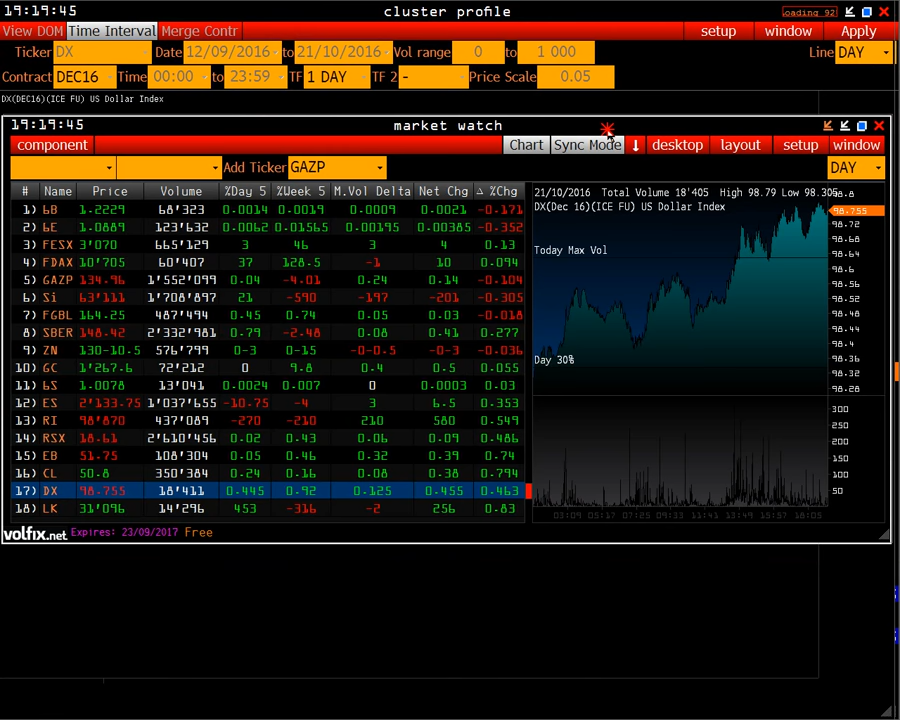 19:19:45 cluster profile loading 92!
View DOM Time Interval Merge Contr setup window Apply
Ticker DX Date 12/09/2016 to 21/10/2016 Vol range 0 to 1 000 Line DAY
Contract DEC16 Time 00:00 to 23:59 TF 1 DAY TF 2 - Price Scale 0.05
DX(DEC16)(ICE FU) US Dollar Index
19:19:45 market watch
component Chart Sync Mode ↓ desktop layout setup window
Add Ticker GAZP DAY
# Name Price Volume %Day 5 %Week 5 M.Vol Delta Net Chg △ %Chg
1) 6B 1.2229 68'323 0.0014 0.0019 0.0009 0.0021 -0.171
2) 6E 1.0889 123'632 0.0062 0.01565 0.00195 0.00385 -0.352
3) FESX 3'070 665'129 3 46 3 4 0.13
4) FDAX 10'705 60'407 37 128.5 -1 10 0.094
5) GAZP 134.96 1'552'099 0.04 -4.01 0.24 0.14 -0.104
6) Si 63'111 1'708'897 21 -590 -197 -201 -0.305
7) FGBL 164.25 487'494 0.45 0.74 0.05 0.03 -0.018
8) SBER 148.42 2'332'981 0.79 -2.48 0.08 0.41 0.277
9) ZN 130-10.5 576'799 0-3 0-15 -0-0.5 -0-3 -0.036
10) GC 1'267.6 72'212 0 9.8 0.4 0.5 0.055
11) 6S 1.0078 13'041 0.0024 0.007 0 0.0003 0.03
12) ES 2'133.75 1'037'655 -10.75 -4 3 6.5 0.353
13) RI 98'870 437'089 -270 -210 210 580 0.549
14) RSX 18.61 2'610'456 0.02 0.43 0.06 0.09 0.486
15) EB 51.75 108'304 0.05 0.46 0.32 0.39 0.74
16) CL 50.8 350'384 0.24 0.16 0.08 0.38 0.794
17) DX 98.755 18'411 0.445 0.92 0.125 0.455 0.463
18) LK 31'096 14'296 453 -316 -2 256 0.83
21/10/2016 Total Volume 18'405 High 98.79 Low 98.305
DX(Dec 16)(ICE FU) US Dollar Index
Today Max Vol
Day 30%
98.8
98.755
98.72
98.68
98.64
98.6
98.56
98.52
98.48
98.44
98.4
98.36
98.32
98.28
300
250
200
150
100
50
03:09 05:17 07:25 09:33 11:41 13:49 15:57 18:05
volfix.net Expires: 23/09/2017 Free